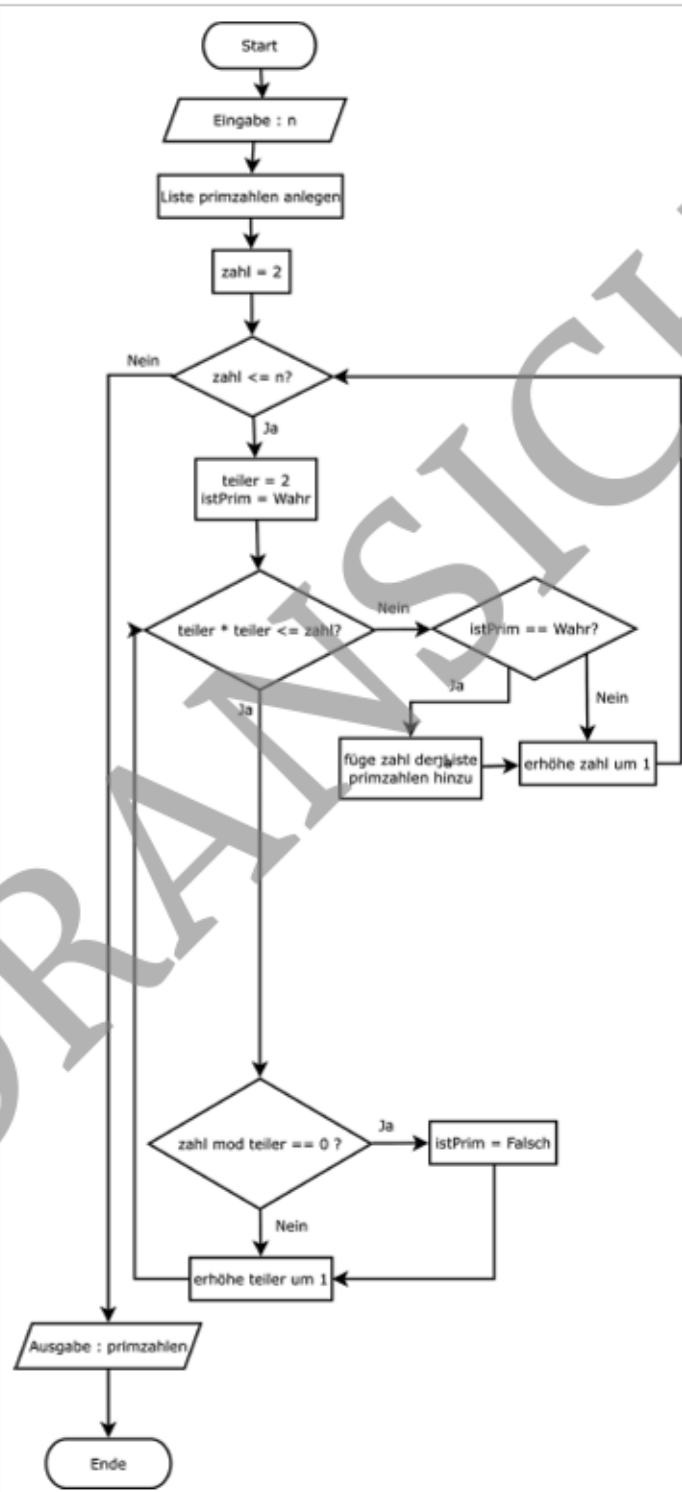 Start
Eingabe : n
Liste primzahlen anlegen
zahl = 2
Nein
zahl <= n?
Ja
teiler = 2
istPrim = Wahr
teiler * teiler <= zahl?
Nein
istPrim == Wahr?
Ja
Ja
Nein
füge zahl der Liste
primzahlen hinzu
Ja
erhöhe zahl um 1
zahl mod teiler == 0 ?
Ja
istPrim = Falsch
Nein
erhöhe teiler um 1
Ausgabe : primzahlen
Ende